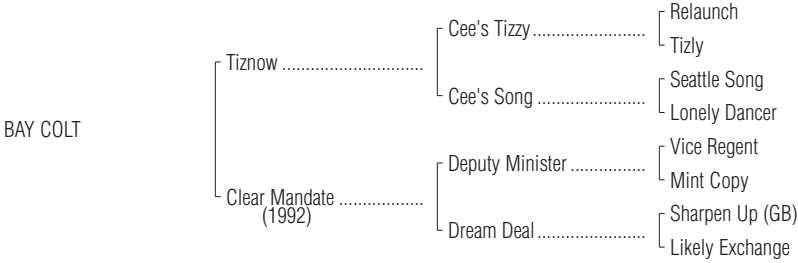 Relaunch
Cee's Tizzy........................
Tizly
Tiznow ..............................
Seattle Song
Cee's Song .......................
Lonely Dancer
BAY COLT
Vice Regent
Deputy Minister ................
Mint Copy
Clear Mandate ..................
(1992)
Sharpen Up (GB)
Dream Deal.......................
Likely Exchange